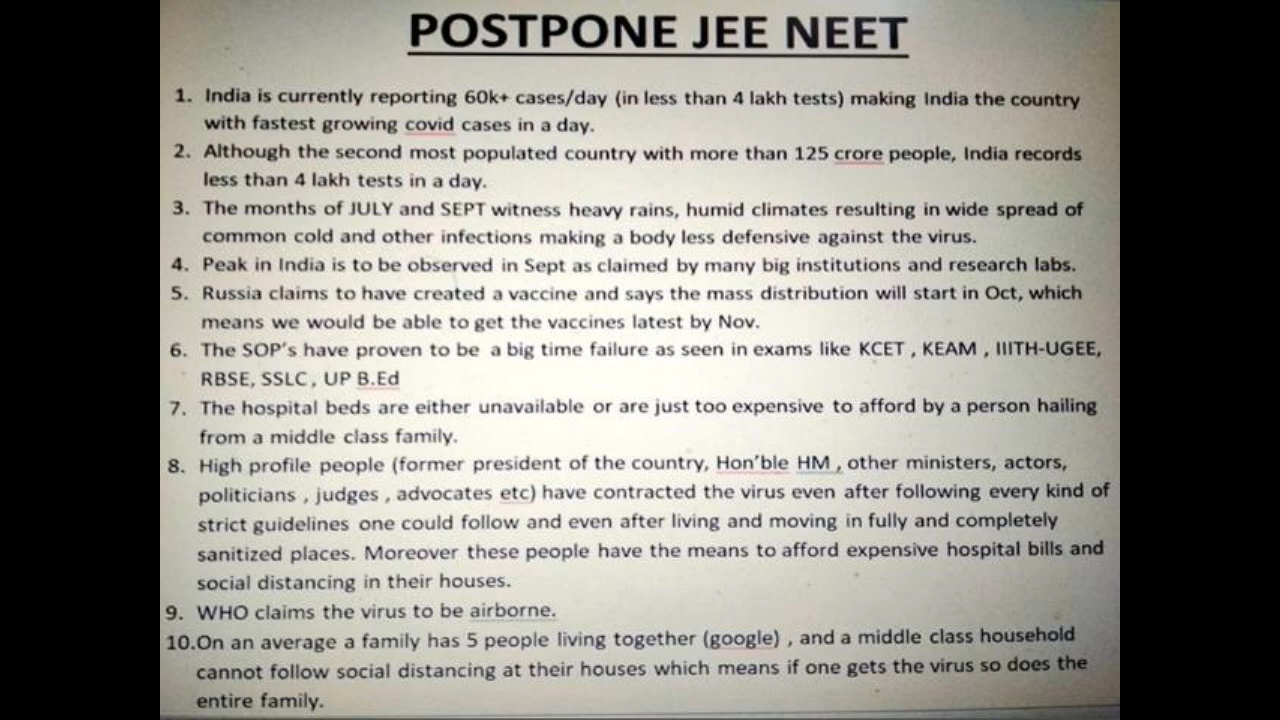 POSTPONE JEE NEET
1. India is currently reporting 60k+ cases/day (in less than 4 lakh tests) making India the country
with fastest growing covid cases in a day.
2. Although the second most populated country with more than 125 crore people, India records
less than 4 lakh tests in a day.
3. The months of JULY and SEPT witness heavy rains, humid climates resulting in wide spread of
common cold and other infections making a body less defensive against the virus.
4. Peak in India is to be observed in Sept as claimed by many big institutions and research labs.
5. Russia claims to have created a vaccine and says the mass distribution will start in Oct, which
means we would be able to get the vaccines latest by Nov.
6. The SOP's have proven to be a big time failure as seen in exams like KCET , KEAM , IIITH-UGEE,
RBSE, SSLC , UP B.Ed
7. The hospital beds are either unavailable or are just too expensive to afford by a person hailing
from a middle class family.
8. High profile people (former president of the country, Hon'ble HM , other ministers, actors,
politicians , judges , advocates etc) have contracted the virus even after following every kind of
strict guidelines one could follow and even after living and moving in fully and completely
sanitized places. Moreover these people have the means to afford expensive hospital bills and
social distancing in their houses.
9. WHO claims the virus to be airborne.
10.On an average a family has 5 people living together (google) , and a middle class household
cannot follow social distancing at their houses which means if one gets the virus so does the
entire family.